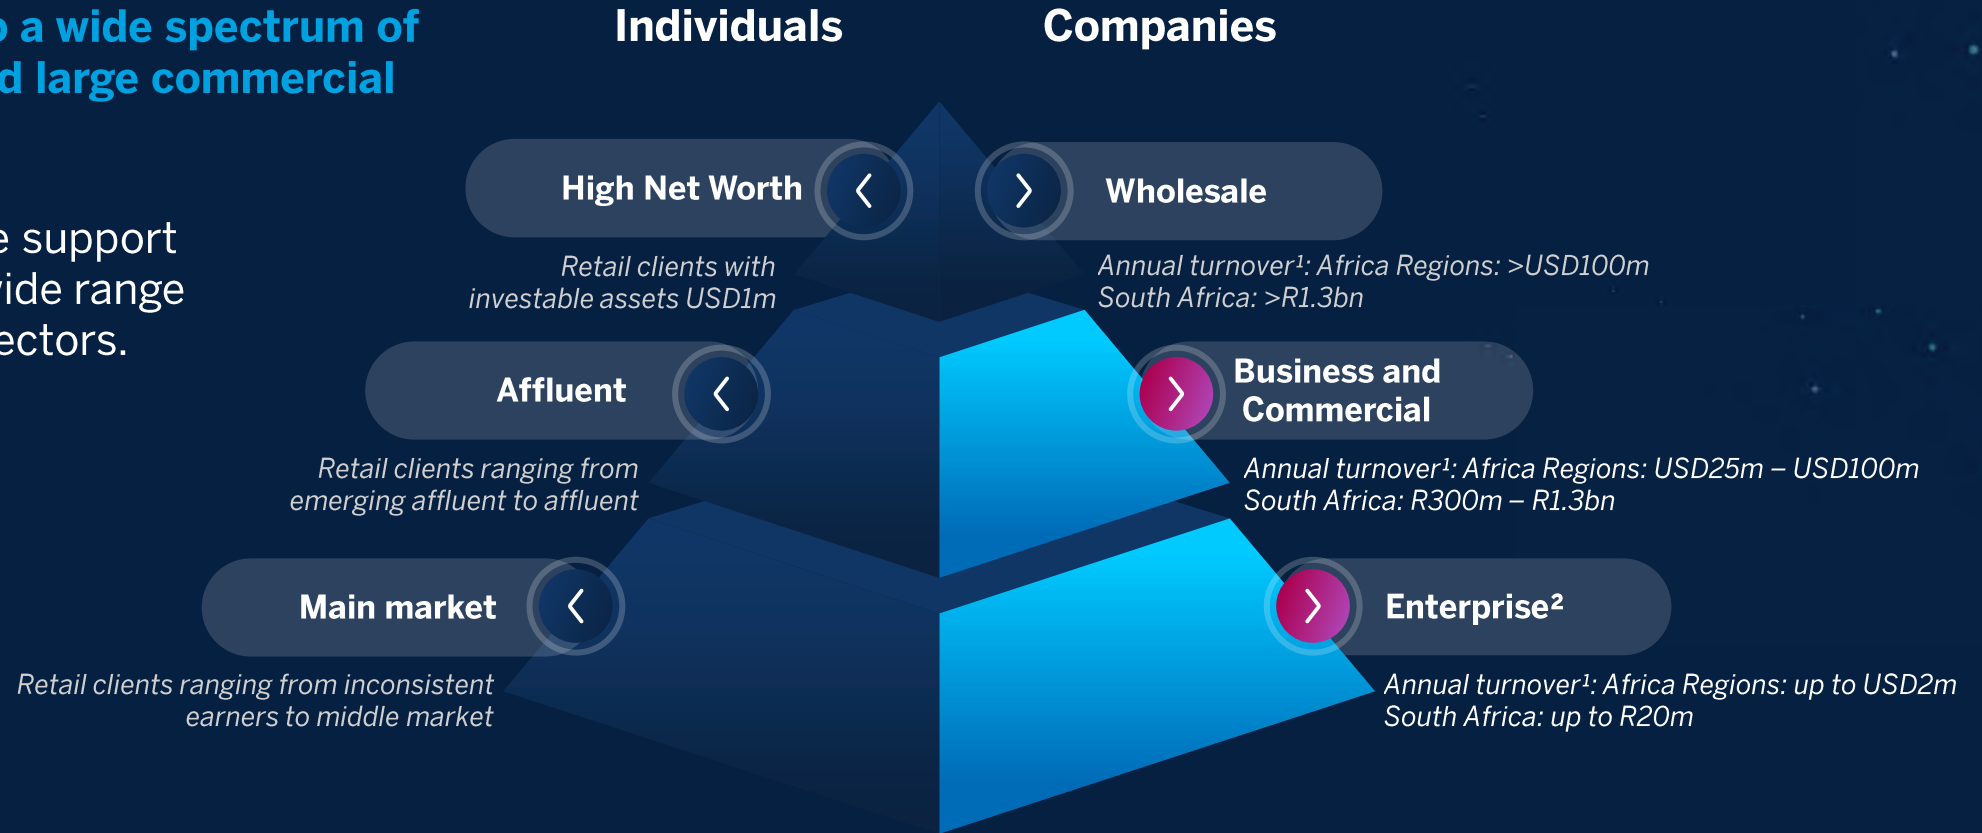 a wide spectrum of
large commercial
support
range
Individuals
Companies
High Net Worth
Retail clients with
investable assets USD1m
Wholesale
Annual turnover¹: Africa Regions: >USD100m
South Africa: >R1.3bn
Affluent
Retail clients ranging from
emerging affluent to affluent
Business and
Commercial
Annual turnover¹: Africa Regions: USD25m – USD100m
South Africa: R300m – R1.3bn
Main market
Retail clients ranging from inconsistent
earners to middle market
Enterprise²
Annual turnover¹: Africa Regions: up to USD2m
South Africa: up to R20m